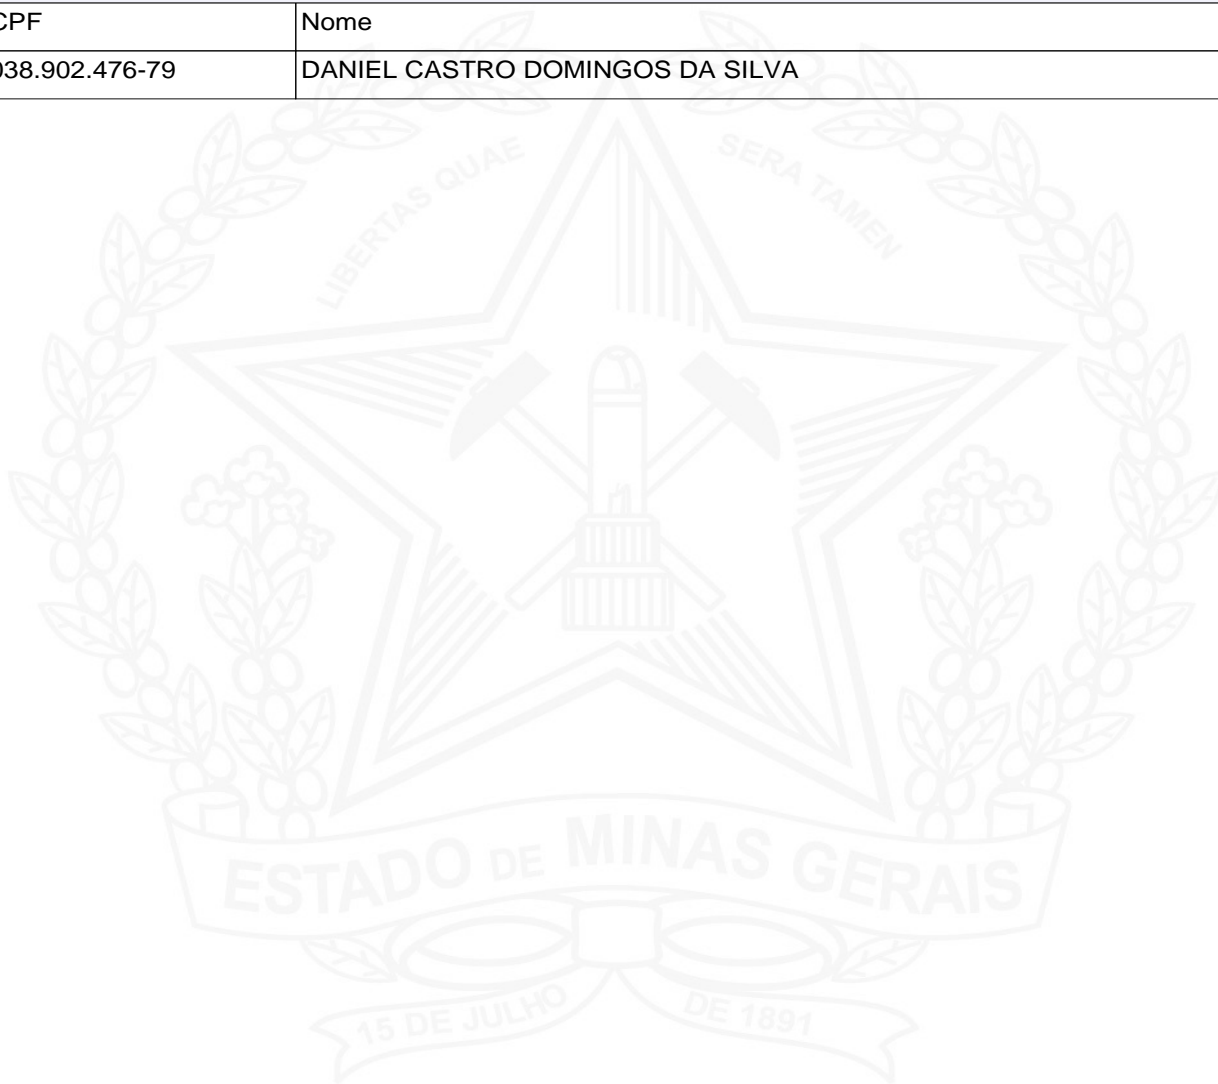 CPF Nome
038.902.476-79 DANIEL CASTRO DOMINGOS DA SILVA
LIBERTAS QUAE SERA TAMEN
ESTADO DE MINAS GERAIS
15 DE JULHO DE 1891